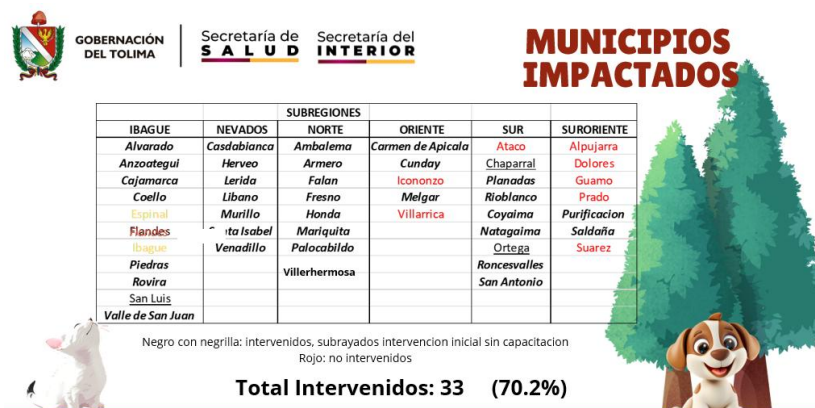 GOBERNACIÓN
DEL TOLIMA
Secretaría de
SALUD
Secretaría del
INTERIOR
MUNICIPIOS
IMPACTADOS
SUBREGIONES
IBAGUE NEVADOS NORTE ORIENTE SUR SURORIENTE
Alvarado Casdabianca Ambalema Carmen de Apicala Ataco Alpujarra
Anzoategui Herveo Armero Cunday Chaparral Dolores
Cajamarca Lerida Falan Icononzo Planadas Guamo
Coello Libano Fresno Melgar Rioblanco Prado
Espinal Murillo Honda Villarrica Coyaima Purificacion
Flandes Isabel Mariquita Natagaima Saldaña
Ibague Venadillo Palocabildo Ortega Suarez
Piedras Villerhermosa Roncesvalles
Rovira San Antonio
San Luis
Valle de San Juan
Negro con negrilla: intervenidos, subrayados intervencion inicial sin capacitacion
Rojo: no intervenidos
Total Intervenidos: 33 (70.2%)